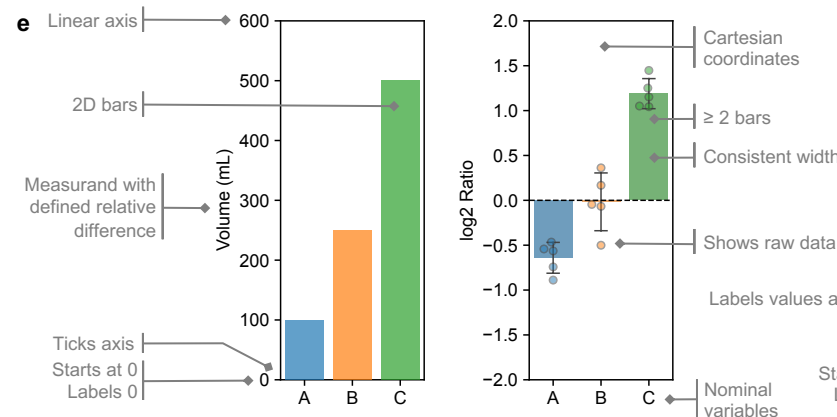 e
Linear axis
2D bars
Measurand with
defined relative
difference
Ticks axis
Starts at 0
Labels 0
Volume (mL)
600
500
400
300
200
100
0
A B C
log2 Ratio
2.0
1.5
1.0
0.5
0.0
−0.5
−1.0
−1.5
−2.0
A B C
Cartesian
coordinates
≥ 2 bars
Consistent width
Shows raw data
Labels values a
Sta
Nominal
variables